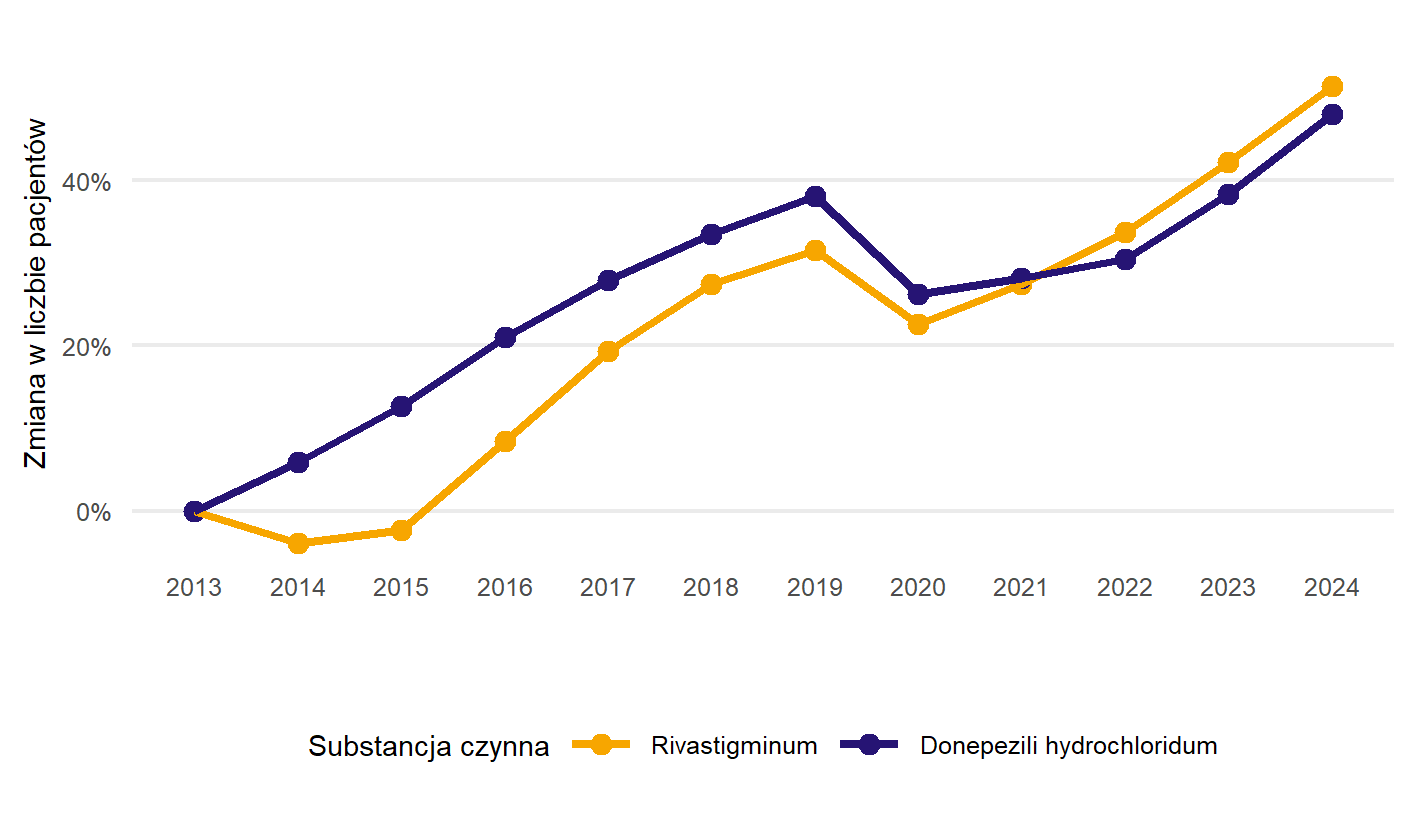 Zmiana w liczbie pacjentów
40%
20%
0%
2013 2014 2015 2016 2017 2018 2019 2020 2021 2022 2023 2024
Substancja czynna Rivastigminum Donepezili hydrochloridum